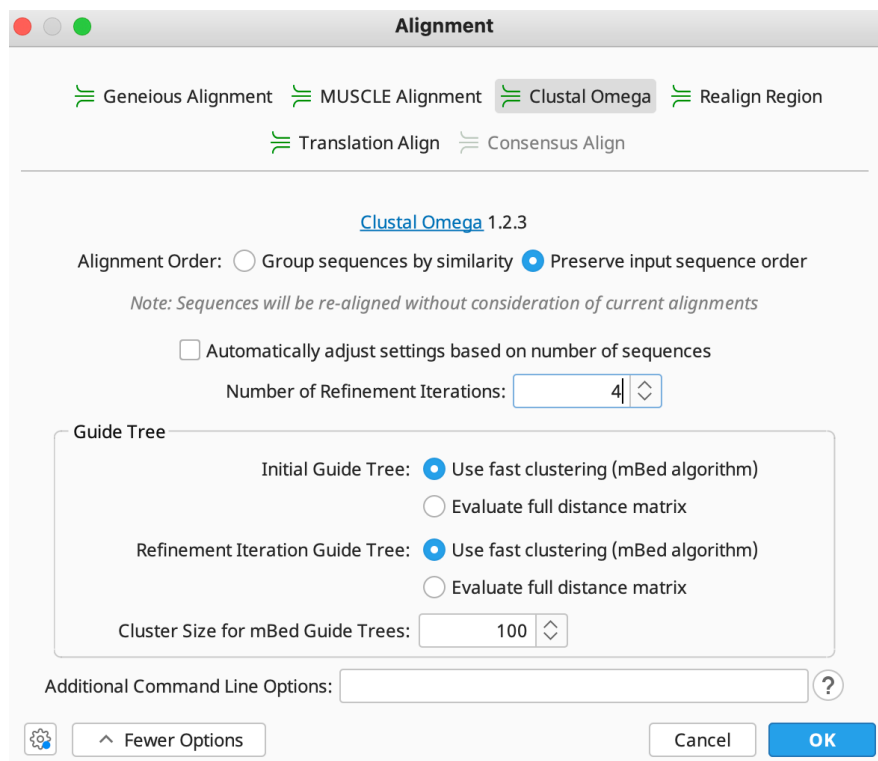 Alignment
Geneious Alignment MUSCLE Alignment Clustal Omega Realign Region
Translation Align Consensus Align
Clustal Omega 1.2.3
Alignment Order: Group sequences by similarity Preserve input sequence order
Note: Sequences will be re-aligned without consideration of current alignments
Automatically adjust settings based on number of sequences
Number of Refinement Iterations: 4
Guide Tree
Initial Guide Tree: Use fast clustering (mBed algorithm)
Evaluate full distance matrix
Refinement Iteration Guide Tree: Use fast clustering (mBed algorithm)
Evaluate full distance matrix
Cluster Size for mBed Guide Trees: 100
Additional Command Line Options: ?
Fewer Options Cancel OK